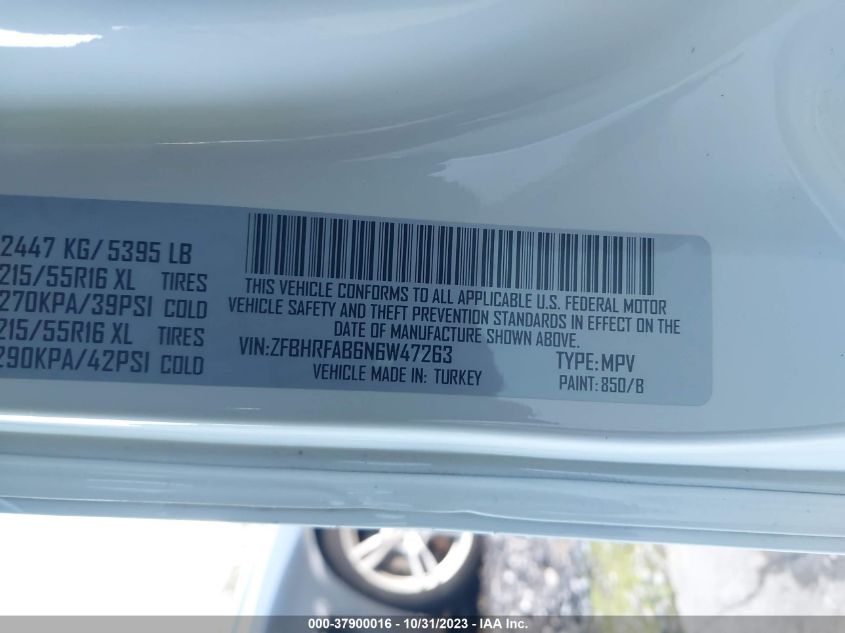 2447 KG/ 5395 LB
215/55R16 XL TIRES
270KPA/39PSI COLD
215/55R16 XL TIRES
290KPA/42PSI COLD
THIS VEHICLE CONFORMS TO ALL APPLICABLE U.S. FEDERAL MOTOR
VEHICLE SAFETY AND THEFT PREVENTION STANDARDS IN EFFECT ON THE
DATE OF MANUFACTURE SHOWN ABOVE.
VIN:ZFBHRFAB6N6W47263 TYPE:MPV
VEHICLE MADE IN: TURKEY PAINT:850/B
000-37900016 - 10/31/2023 - © IAA Inc.